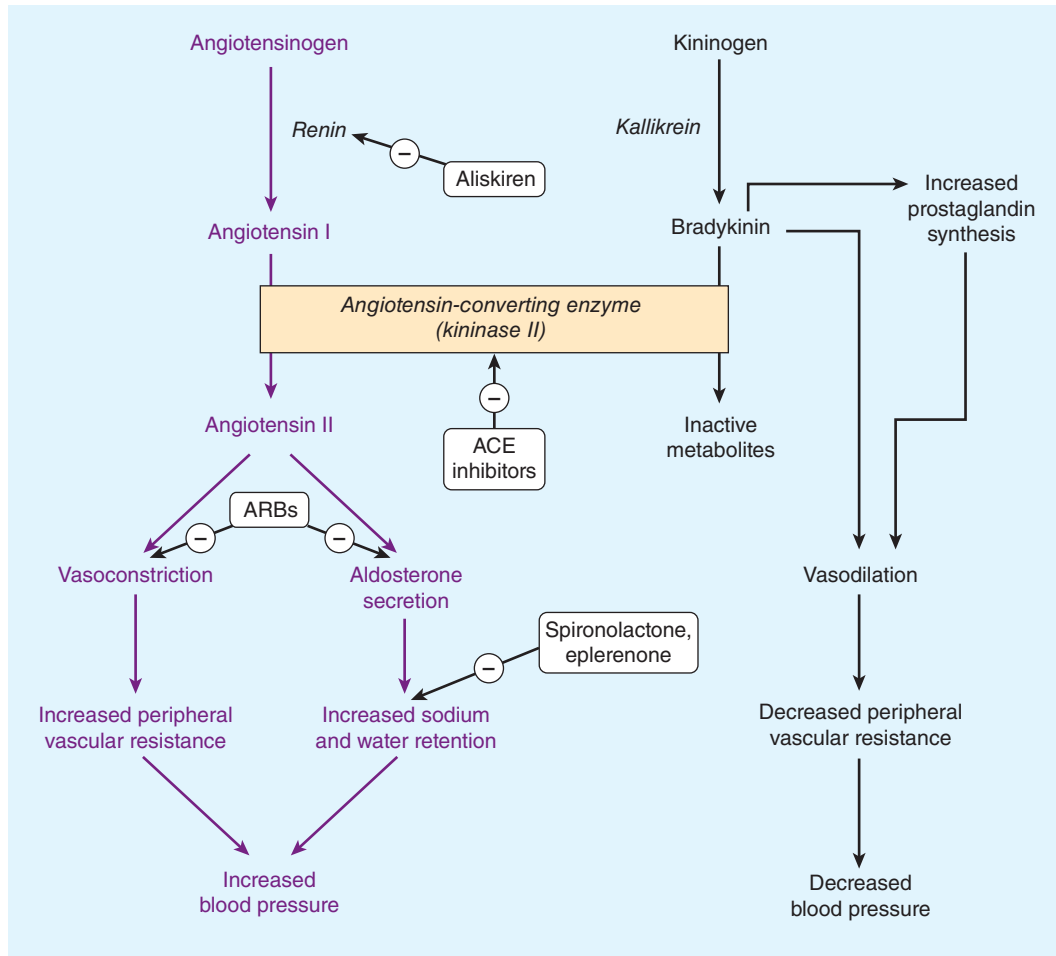 Angiotensinogen
Kininogen
Renin
Kallikrein
−
Aliskiren
Increased
prostaglandin
synthesis
Angiotensin I
Bradykinin
Angiotensin-converting enzyme
(kininase II)
−
Angiotensin II
ACE
inhibitors
Inactive
metabolites
ARBs
−
−
Vasoconstriction
Aldosterone
secretion
Vasodilation
Spironolactone,
eplerenone
−
Increased peripheral
vascular resistance
Increased sodium
and water retention
Decreased peripheral
vascular resistance
Increased
blood pressure
Decreased
blood pressure